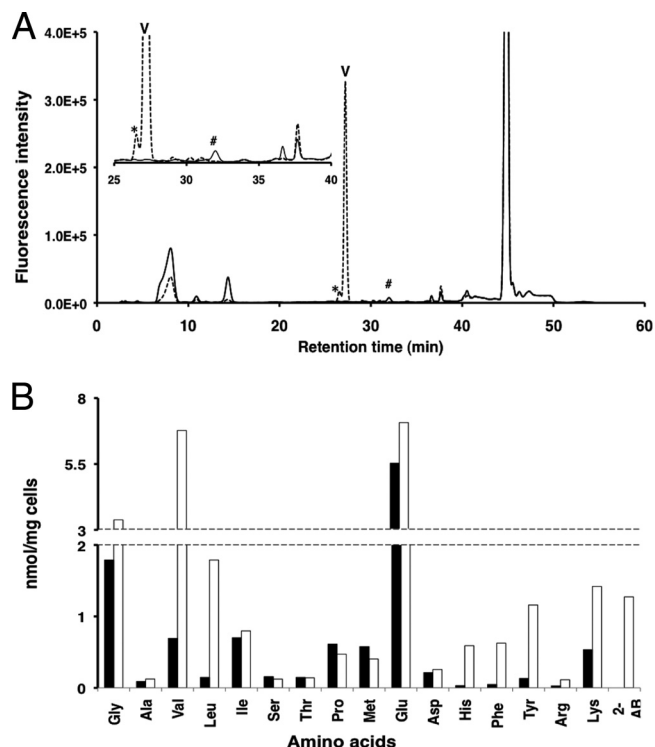 A
4.0E+5
3.0E+5
2.0E+5
1.0E+5
0.0E+0
Fluorescence intensity
V
*
#
25 30 35 40
V
*
#
0 10 20 30 40 50 60
Retention time (min)
B
8
5.5
3
2
1
0
nmol/mg cells
Gly Ala Val Leu Ile Ser Thr Pro Met Glu Asp His Phe Tyr Arg Lys 2-AB
Amino acids